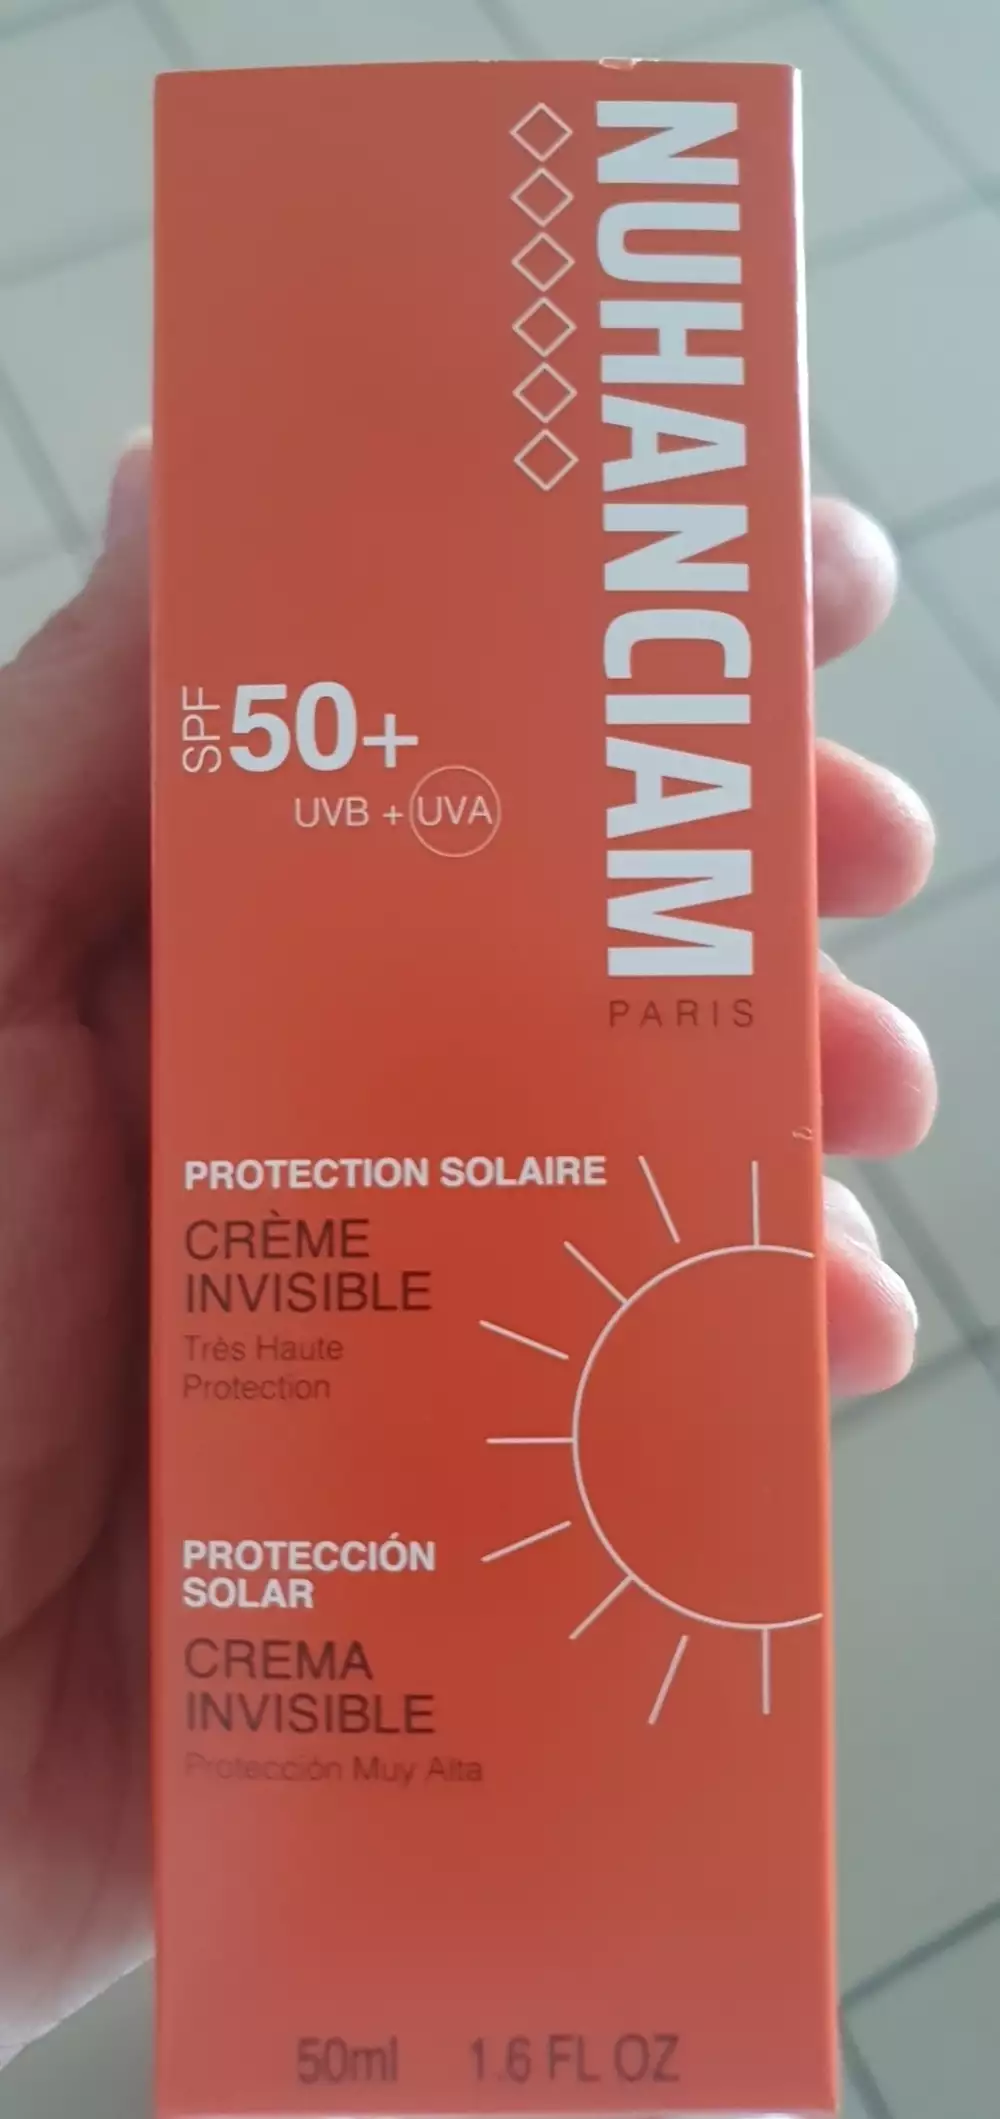 NUHANCIAM
PARIS
SPF 50+
UVB + UVA
PROTECTION SOLAIRE
CRÈME
INVISIBLE
Très Haute
Protection
PROTECCIÓN
SOLAR
CREMA
INVISIBLE
Protección Muy Alta
50ml 1.6 FL OZ